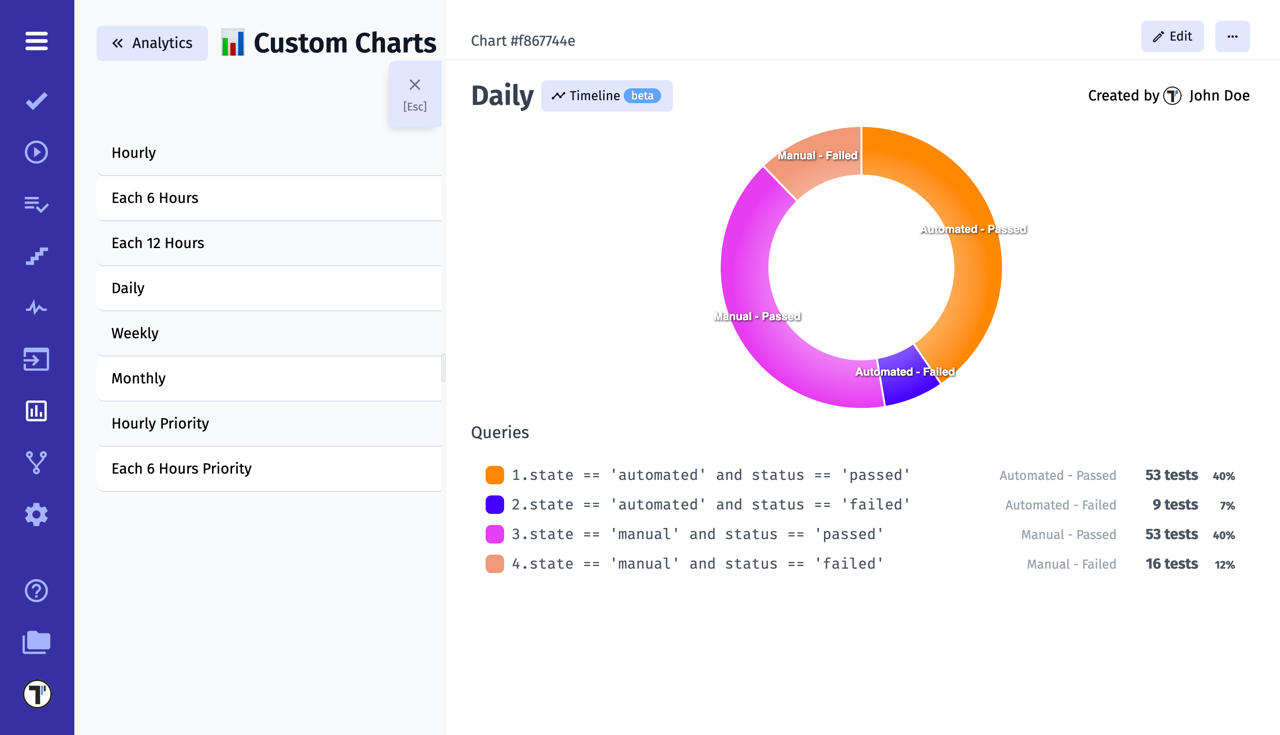 Analytics
Custom Charts
[Esc]
Hourly
Each 6 Hours
Each 12 Hours
Daily
Weekly
Monthly
Hourly Priority
Each 6 Hours Priority
Chart #f867744e
Edit
Daily
Timeline beta
Created by John Doe
Manual - Failed
Automated - Passed
Manual - Passed
Automated - Failed
Queries
1.state == 'automated' and status == 'passed' Automated - Passed 53 tests 40%
2.state == 'automated' and status == 'failed' Automated - Failed 9 tests 7%
3.state == 'manual' and status == 'passed' Manual - Passed 53 tests 40%
4.state == 'manual' and status == 'failed' Manual - Failed 16 tests 12%